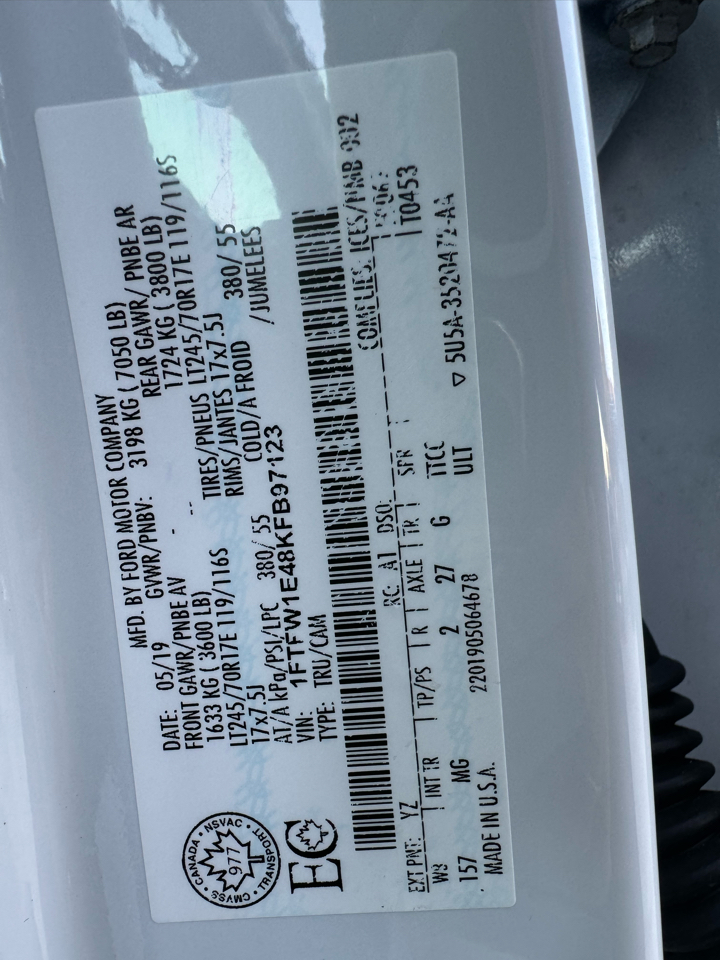 MFD. BY FORD MOTOR COMPANY
DATE: 05/19 GVWR/PNBV: 3198 KG ( 7050 LB)
FRONT GAWR/PNBE AV REAR GAWR/ PNBE AR
1633 KG ( 3600 LB) 1724 KG ( 3800 LB)
LT245/70R17E 119/116S TIRES/PNEUS LT245/70R17E 119/116S
17x7.5J RIMS/JANTES 17x7.5J
AT/A kPa/PSI/LPC 380/ 55 COLD/A FROID 380/ 55
VIN: 1FTFW1E48KFB97123 /JUMELEES
TYPE: TRU/CAM
CANADA • NSVAC • TRANSPORT • CMVSS
977
EC
COMPLIES: ICES/NMB 002
EXT PNT: YZ RC: A1 DSO:
WB INT TR TP/PS R AXLE TR SPR T0453
157 MG 2 27 G TTCC
ULT
MADE IN U.S.A. 2201905064678 ▽ 5U5A-3520472-AA